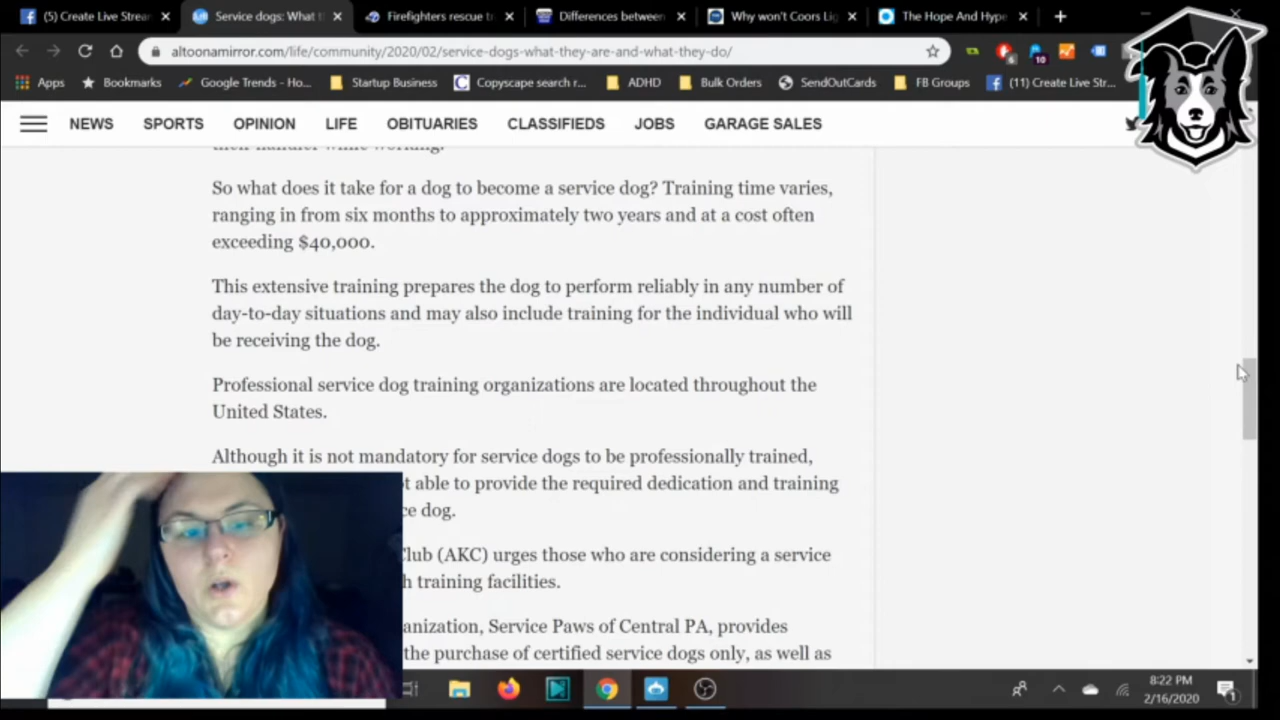 (5) Create Live Strear
Service dogs: What t
Firefighters rescue tr
Differences between
Why won't Coors Lig
The Hope And Hype
altoonamirror.com/life/community/2020/02/service-dogs-what-they-are-and-what-they-do/
6
10
Apps
Bookmarks
Google Trends - Ho...
Startup Business
Copyscape search r...
ADHD
Bulk Orders
SendOutCards
FB Groups
(11) Create Live Str...
NEWS SPORTS OPINION LIFE OBITUARIES CLASSIFIEDS JOBS GARAGE SALES
their handler while working.
So what does it take for a dog to become a service dog? Training time varies,
ranging in from six months to approximately two years and at a cost often
exceeding $40,000.
This extensive training prepares the dog to perform reliably in any number of
day-to-day situations and may also include training for the individual who will
be receiving the dog.
Professional service dog training organizations are located throughout the
United States.
Although it is not mandatory for service dogs to be professionally trained,
t able to provide the required dedication and training
ce dog.
Club (AKC) urges those who are considering a service
h training facilities.
anization, Service Paws of Central PA, provides
the purchase of certified service dogs only, as well as
8:22 PM
2/16/2020
1